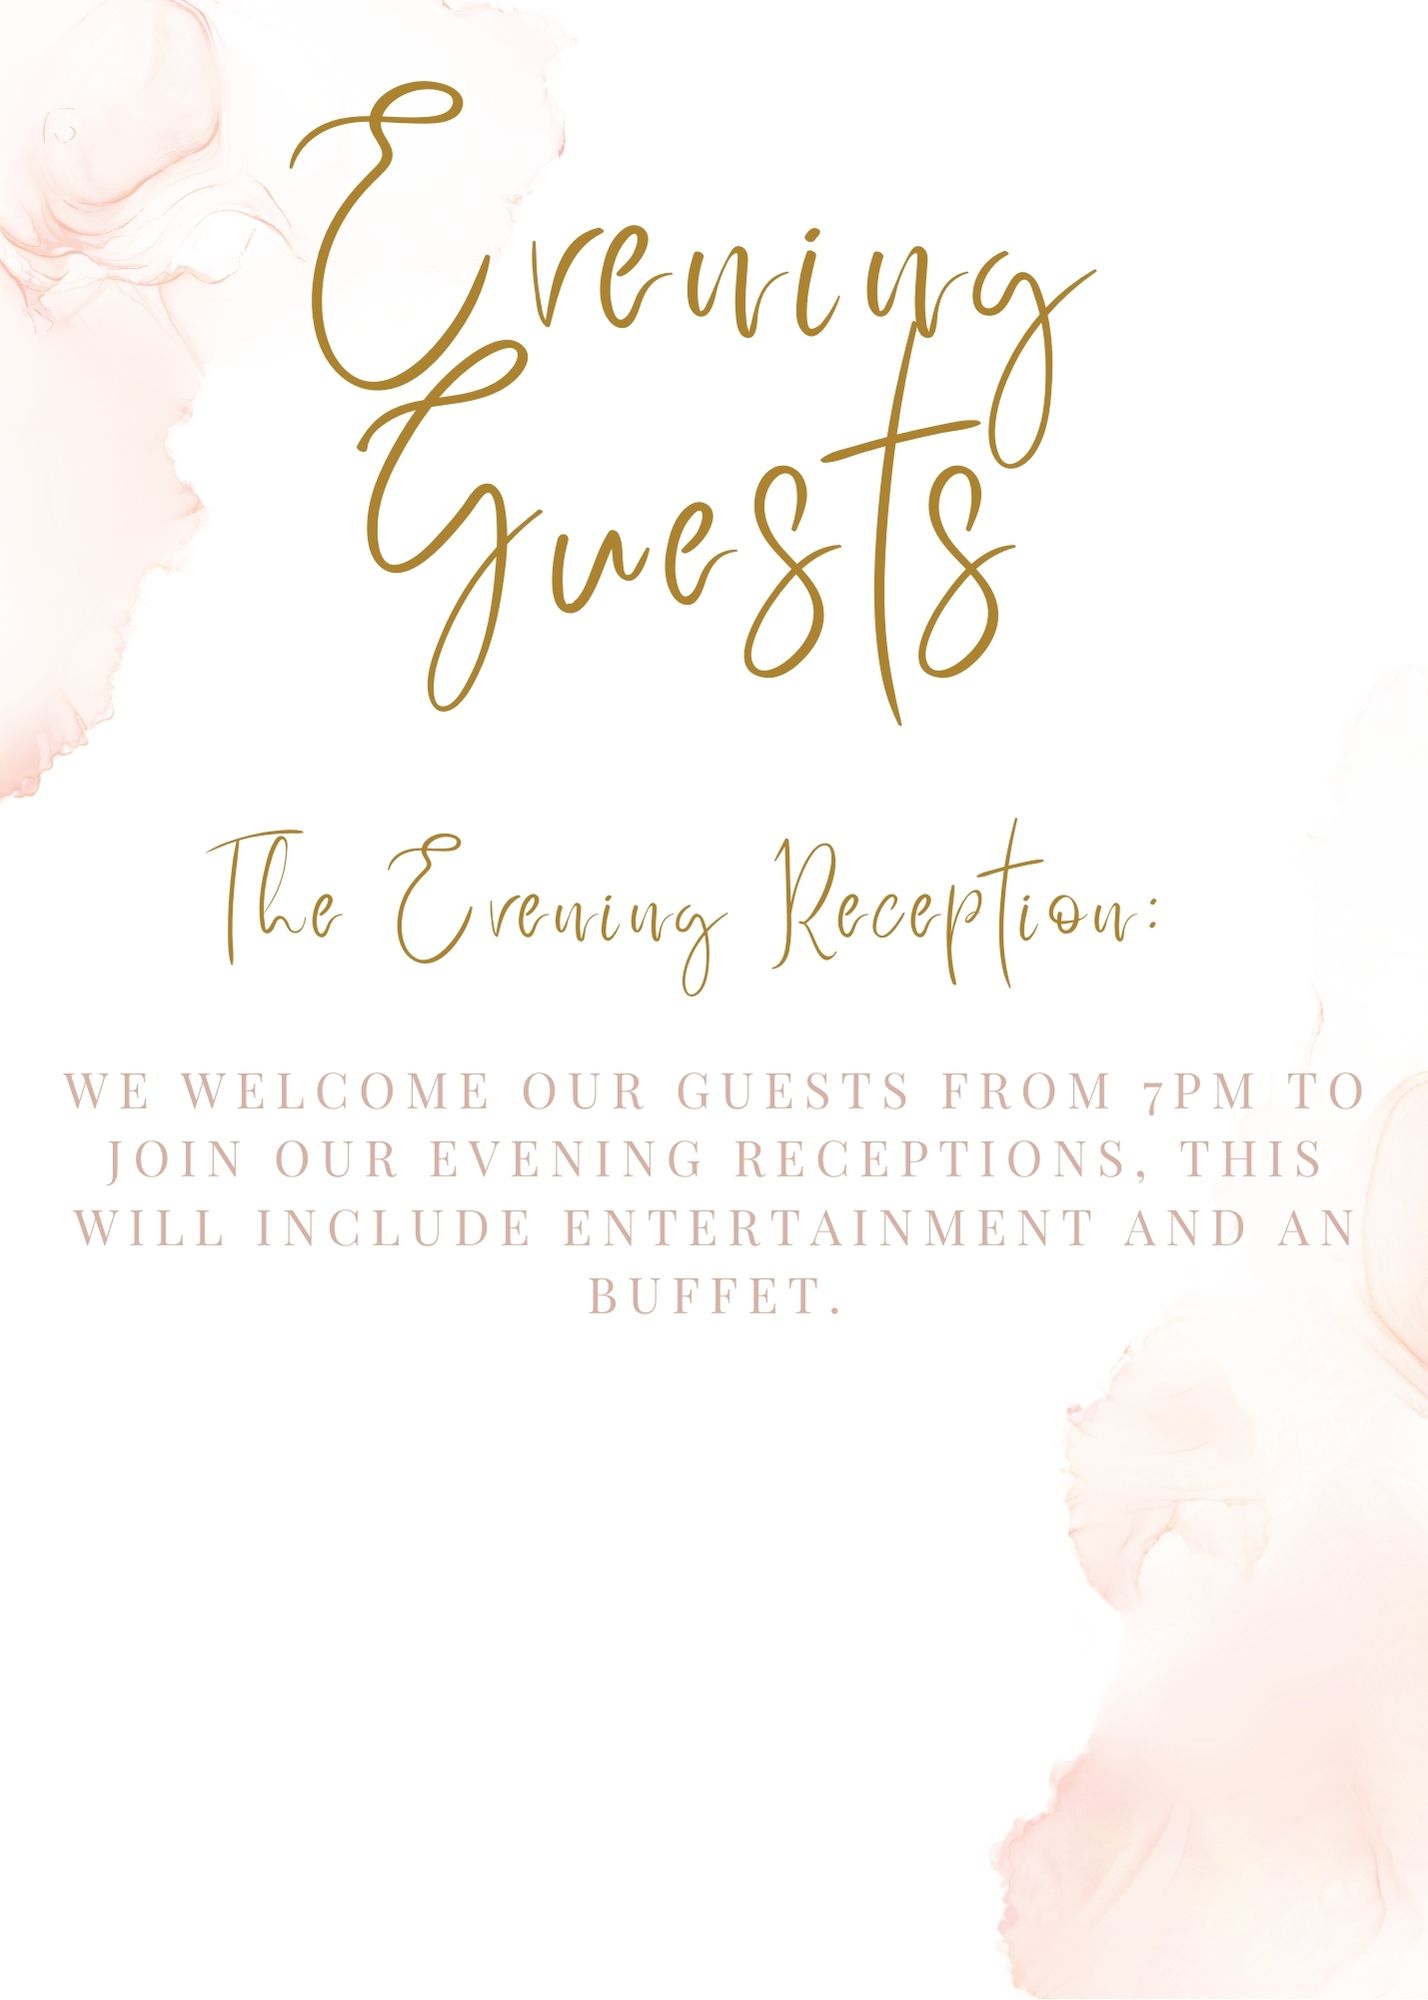 Evening
Guests
The Evening Reception:
WE WELCOME OUR GUESTS FROM 7PM TO
JOIN OUR EVENING RECEPTIONS, THIS
WILL INCLUDE ENTERTAINMENT AND AN
BUFFET.